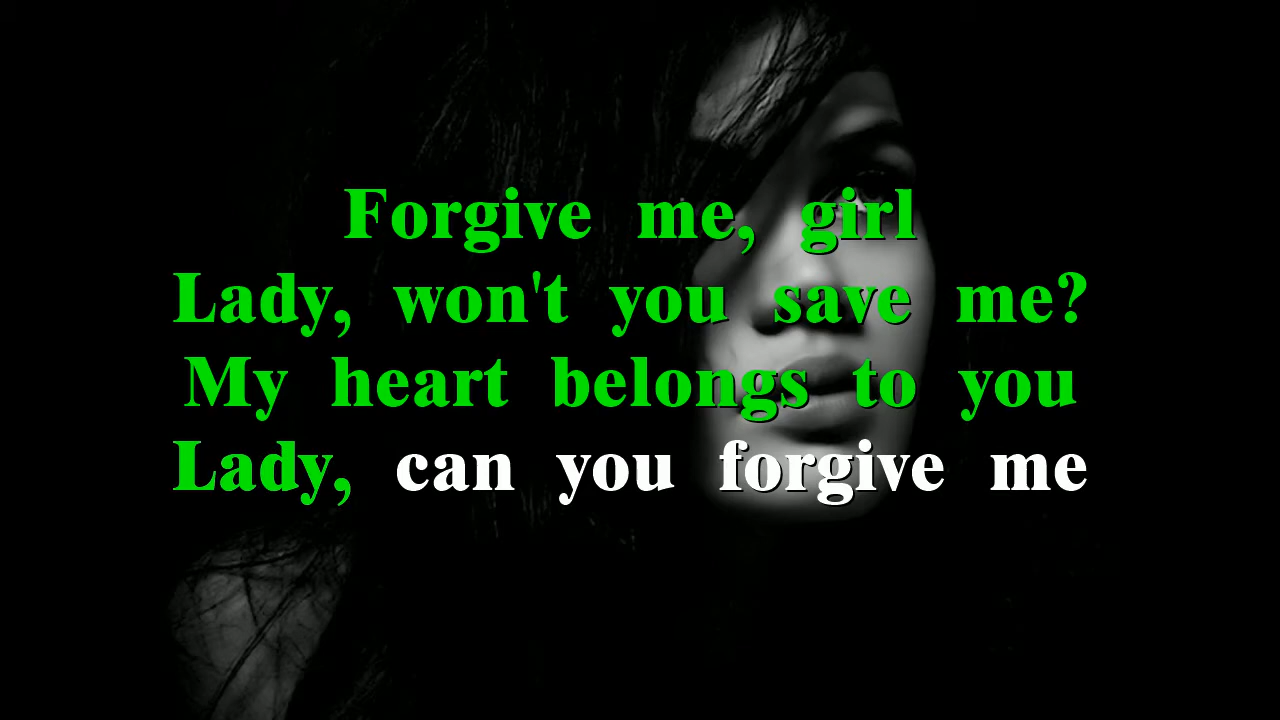 Forgive me, girl
Lady, won't you save me?
My heart belongs to you
Lady, can you forgive me